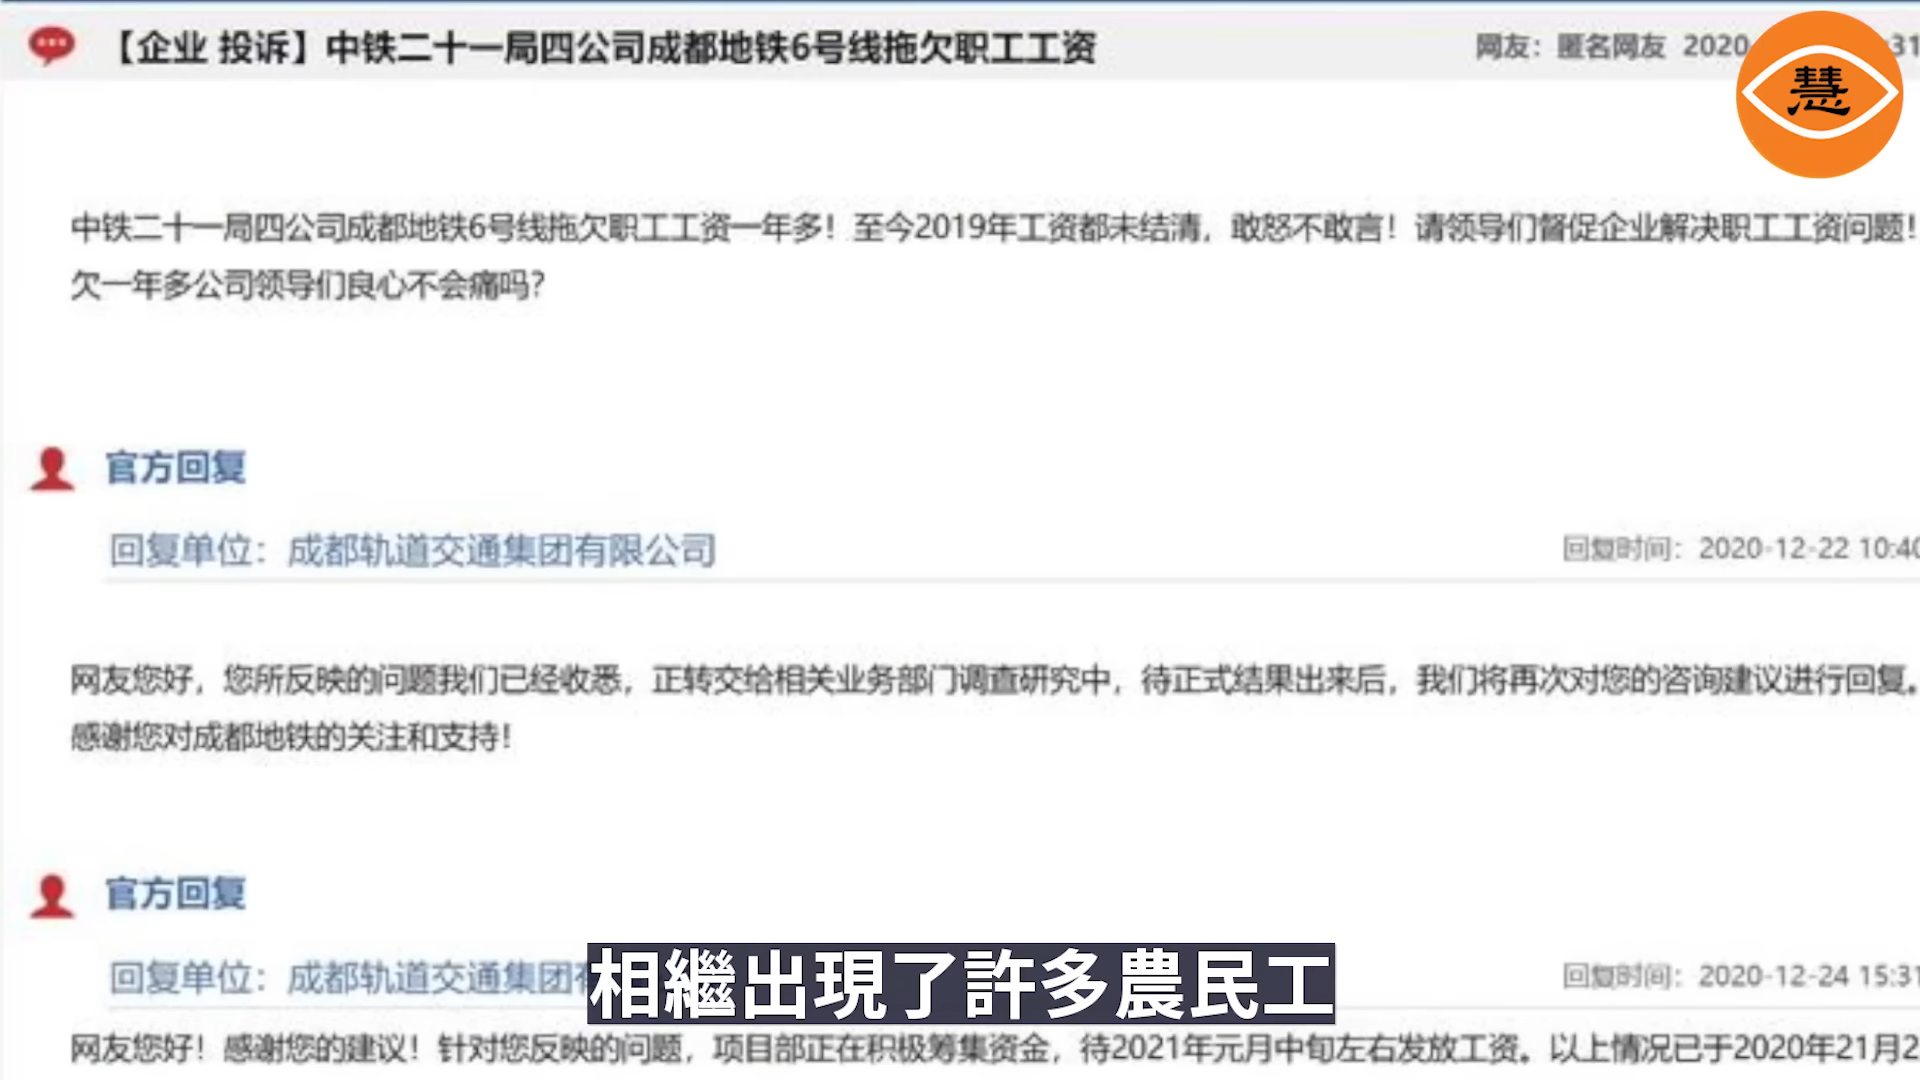 【企业 投诉】中铁二十一局四公司成都地铁6号线拖欠职工工资
网友：匿名网友 2020 31
慧
中铁二十一局四公司成都地铁6号线拖欠职工工资一年多！至今2019年工资都未结清，敢怒不敢言！请领导们督促企业解决职工工资问题！
欠一年多公司领导们良心不会痛吗？
官方回复
回复单位：成都轨道交通集团有限公司
回复时间：2020-12-22 10:40
网友您好，您所反映的问题我们已经收悉，正转交给相关业务部门调查研究中，待正式结果出来后，我们将再次对您的咨询建议进行回复。
感谢您对成都地铁的关注和支持！
官方回复
回复单位：成都轨道交通集团
回复时间：2020-12-24 15:31
相繼出現了許多農民工
网友您好！感谢您的建议！针对您反映的问题，项目部正在积极筹集资金，待2021年元月中旬左右发放工资。以上情况已于2020年21月2